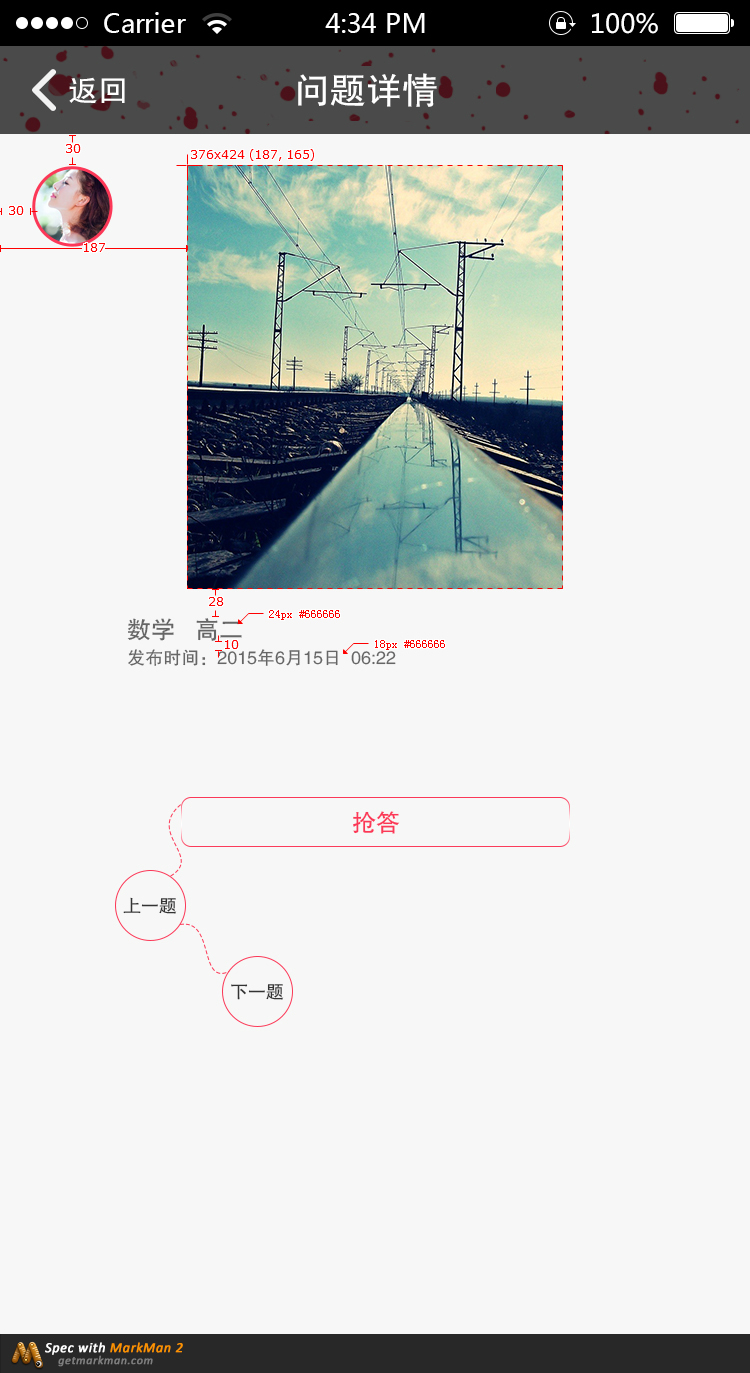 Carrier 4:34 PM 100%
返回 问题详情
30
376x424 (187, 165)
30
187
28
24px #666666
数学 高二
10
18px #666666
发布时间：2015年6月15日 06:22
抢答
上一题
下一题
Spec with MarkMan 2
getmarkman.com